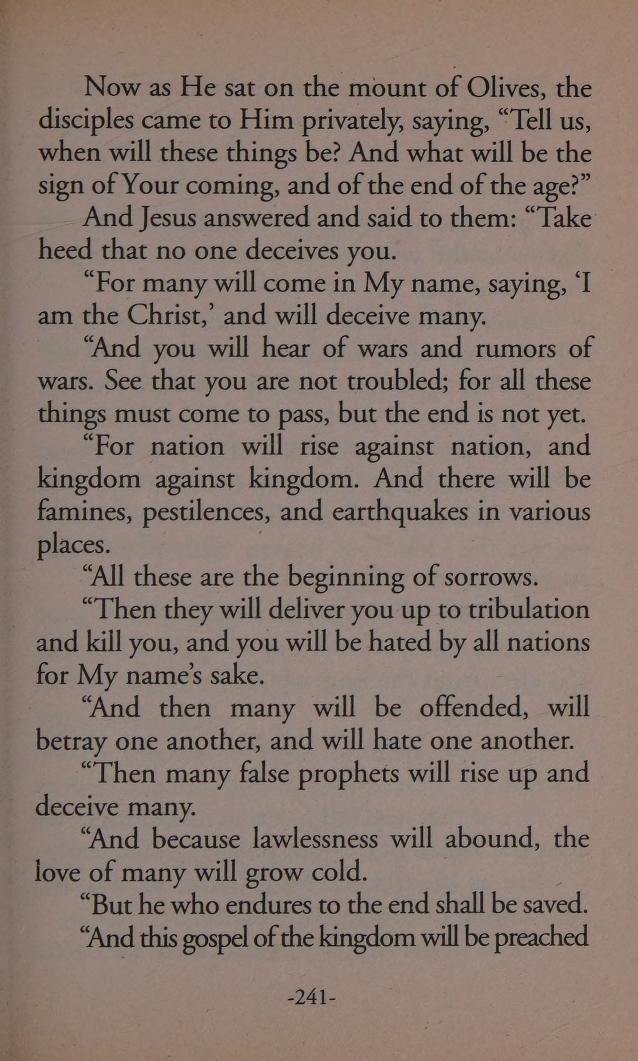 Now as He sat on the mount of Olives, the
disciples came to Him privately, saying, “Tell us,
when will these things be? And what will be the
sign of Your coming, and of the end of the age?”
And Jesus answered and said to them: “Take
heed that no one deceives you.
“For many will come in My name, saying, ‘I
am the Christ,’ and will deceive many.
“And you will hear of wars and rumors of
wars. See that you are not troubled; for all these
things must come to pass, but the end is not yet.
“For nation will rise against nation, and
kingdom against kingdom. And there will be
famines, pestilences, and earthquakes in various
places.
“All these are the beginning of sorrows.
“Then they will deliver you up to tribulation
and kill you, and you will be hated by all nations
for My name’s sake.
“And then many will be offended, will
betray one another, and will hate one another.
“Then many false prophets will rise up and
deceive many.
“And because lawlessness will abound, the
love of many will grow cold.
“But he who endures to the end shall be saved.
“And this gospel of the kingdom will be preached
-241-